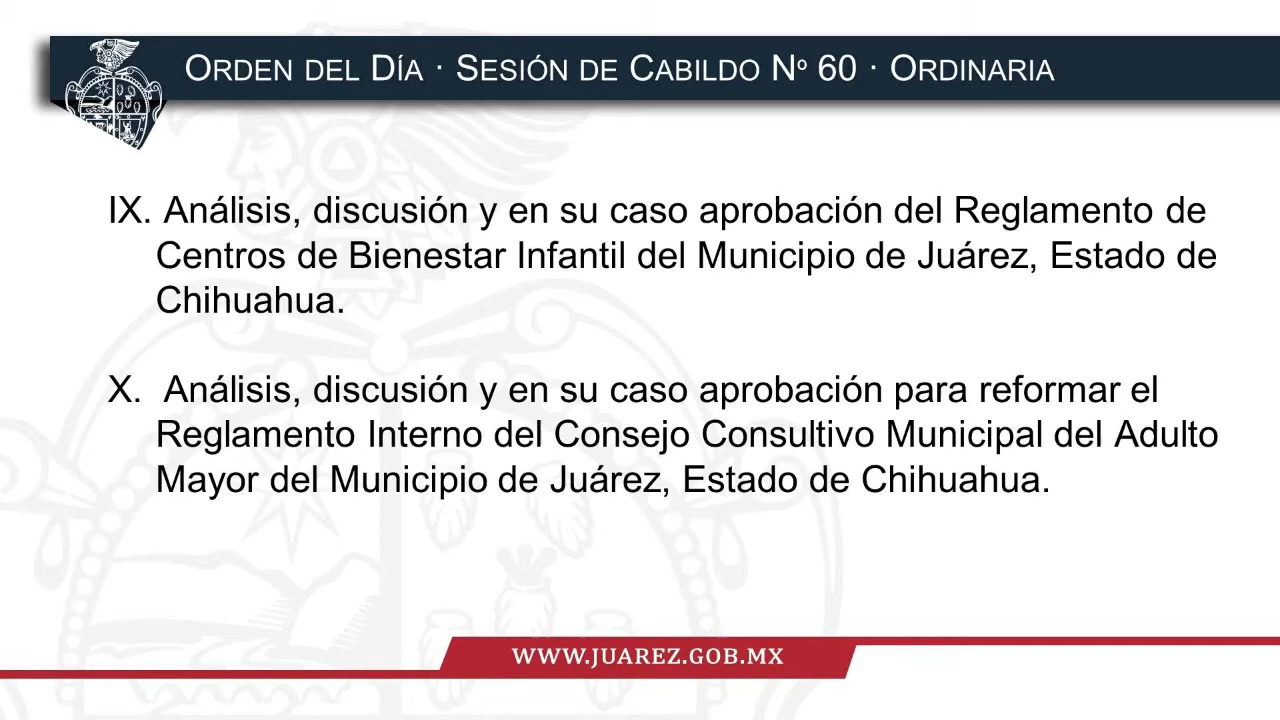 ORDEN DEL DÍA · SESIÓN DE CABILDO Nº 60 · ORDINARIA
IX. Análisis, discusión y en su caso aprobación del Reglamento de
Centros de Bienestar Infantil del Municipio de Juárez, Estado de
Chihuahua.
X. Análisis, discusión y en su caso aprobación para reformar el
Reglamento Interno del Consejo Consultivo Municipal del Adulto
Mayor del Municipio de Juárez, Estado de Chihuahua.
WWW.JUAREZ.GOB.MX